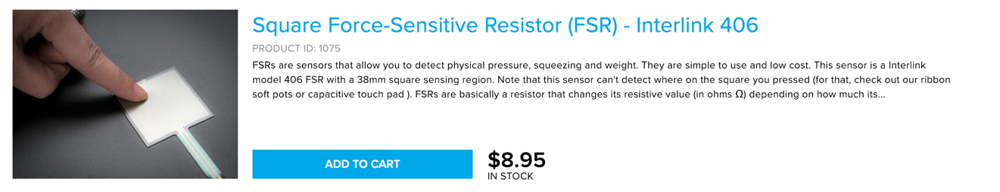 Square Force-Sensitive Resistor (FSR) - Interlink 406
PRODUCT ID: 1075
FSRs are sensors that allow you to detect physical pressure, squeezing and weight. They are simple to use and low cost. This sensor is a Interlink
model 406 FSR with a 38mm square sensing region. Note that this sensor can't detect where on the square you pressed (for that, check out our ribbon
soft pots or capacitive touch pad ). FSRs are basically a resistor that changes its resistive value (in ohms Ω) depending on how much its...
ADD TO CART
$8.95
IN STOCK